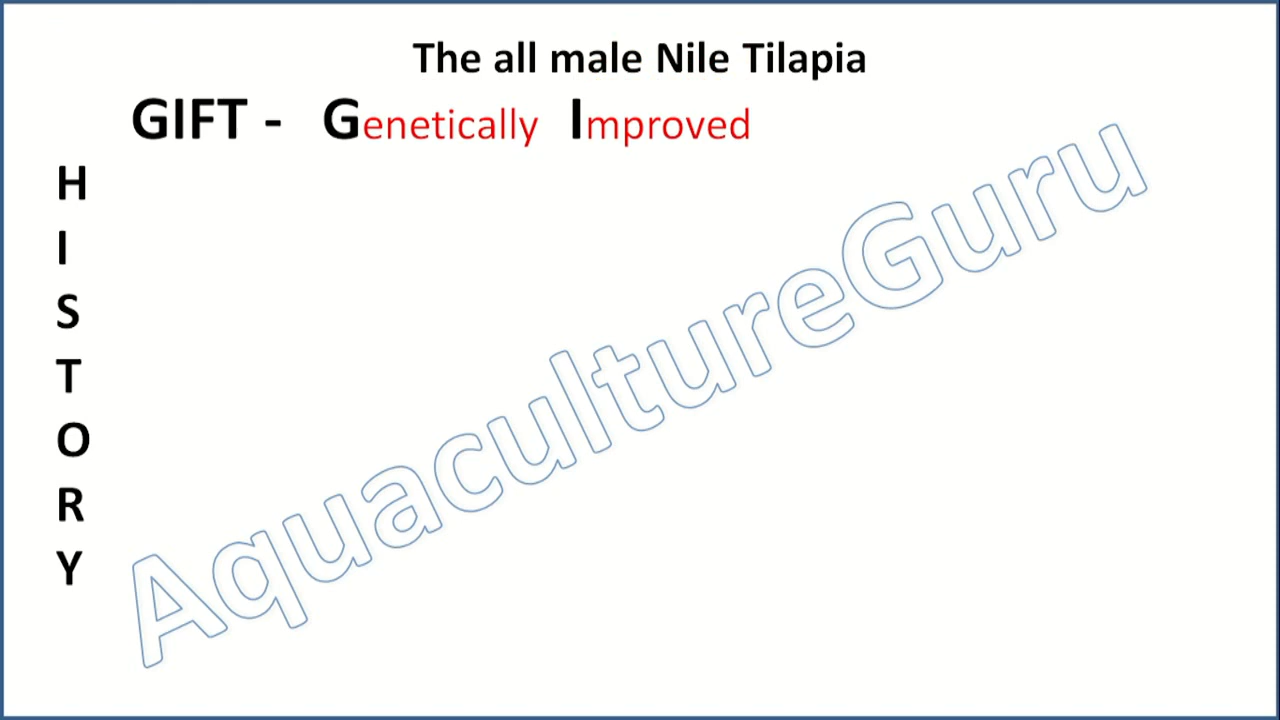 The all male Nile Tilapia
GIFT - Genetically Improved
H
I
S
T
O
R
Y
AquacultureGuru